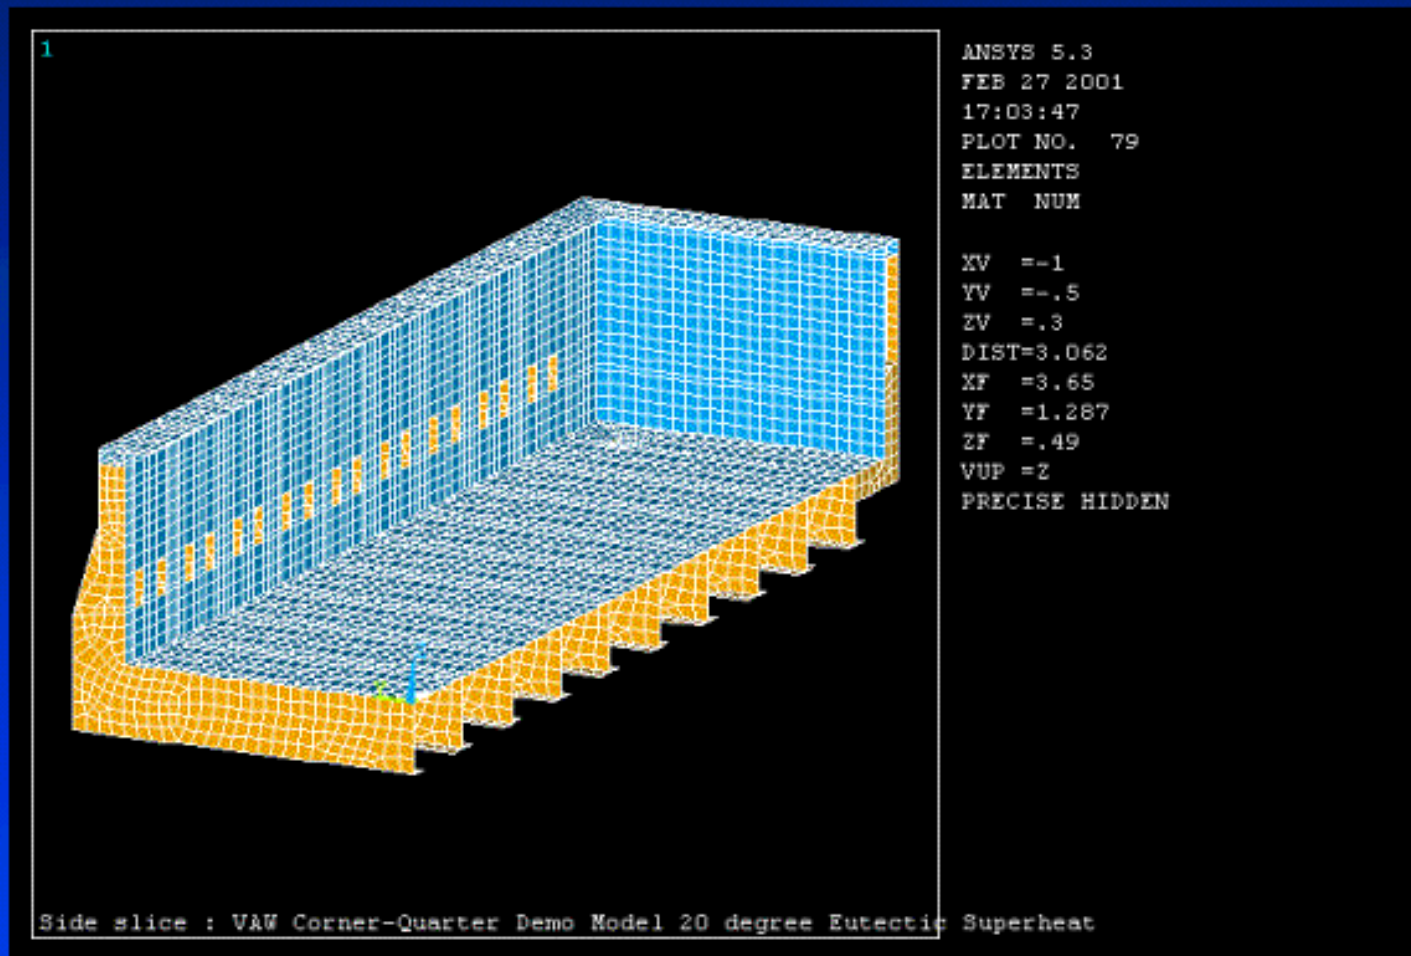 1
ANSYS 5.3
FEB 27 2001
17:03:47
PLOT NO. 79
ELEMENTS
MAT NUM
XV =-1
YV =-.5
ZV =.3
DIST=3.062
XF =3.65
YF =1.287
ZF =.49
VUP =Z
PRECISE HIDDEN
Side slice : VAW Corner-Quarter Demo Model 20 degree Eutectic Superheat